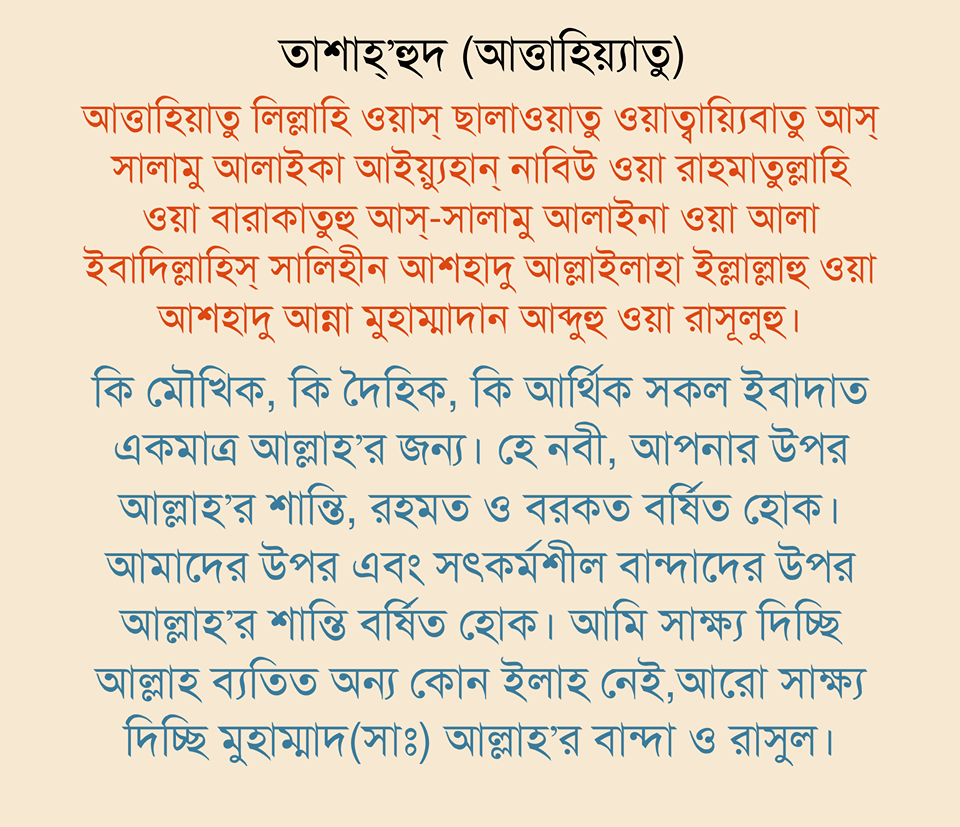 তাশাহ্’হুদ (আত্তাহিয়্যাতু)
আত্তাহিয়াতু লিল্লাহি ওয়াস্ ছালাওয়াতু ওয়াত্বায়্যিবাতু আস্
সালামু আলাইকা আইয়্যুহান্ নাবিউ ওয়া রাহমাতুল্লাহি
ওয়া বারাকাতুহু আস্-সালামু আলাইনা ওয়া আলা
ইবাদিল্লাহিস্ সালিহীন আশহাদু আল্লাইলাহা ইল্লাল্লাহু ওয়া
আশহাদু আন্না মুহাম্মাদান আব্দুহু ওয়া রাসূলুহু।
কি মৌখিক, কি দৈহিক, কি আর্থিক সকল ইবাদাত
একমাত্র আল্লাহ’র জন্য। হে নবী, আপনার উপর
আল্লাহ’র শান্তি, রহমত ও বরকত বর্ষিত হোক।
আমাদের উপর এবং সৎকর্মশীল বান্দাদের উপর
আল্লাহ’র শান্তি বর্ষিত হোক। আমি সাক্ষ্য দিচ্ছি
আল্লাহ ব্যতিত অন্য কোন ইলাহ নেই,আরো সাক্ষ্য
দিচ্ছি মুহাম্মাদ(সাঃ) আল্লাহ’র বান্দা ও রাসুল।